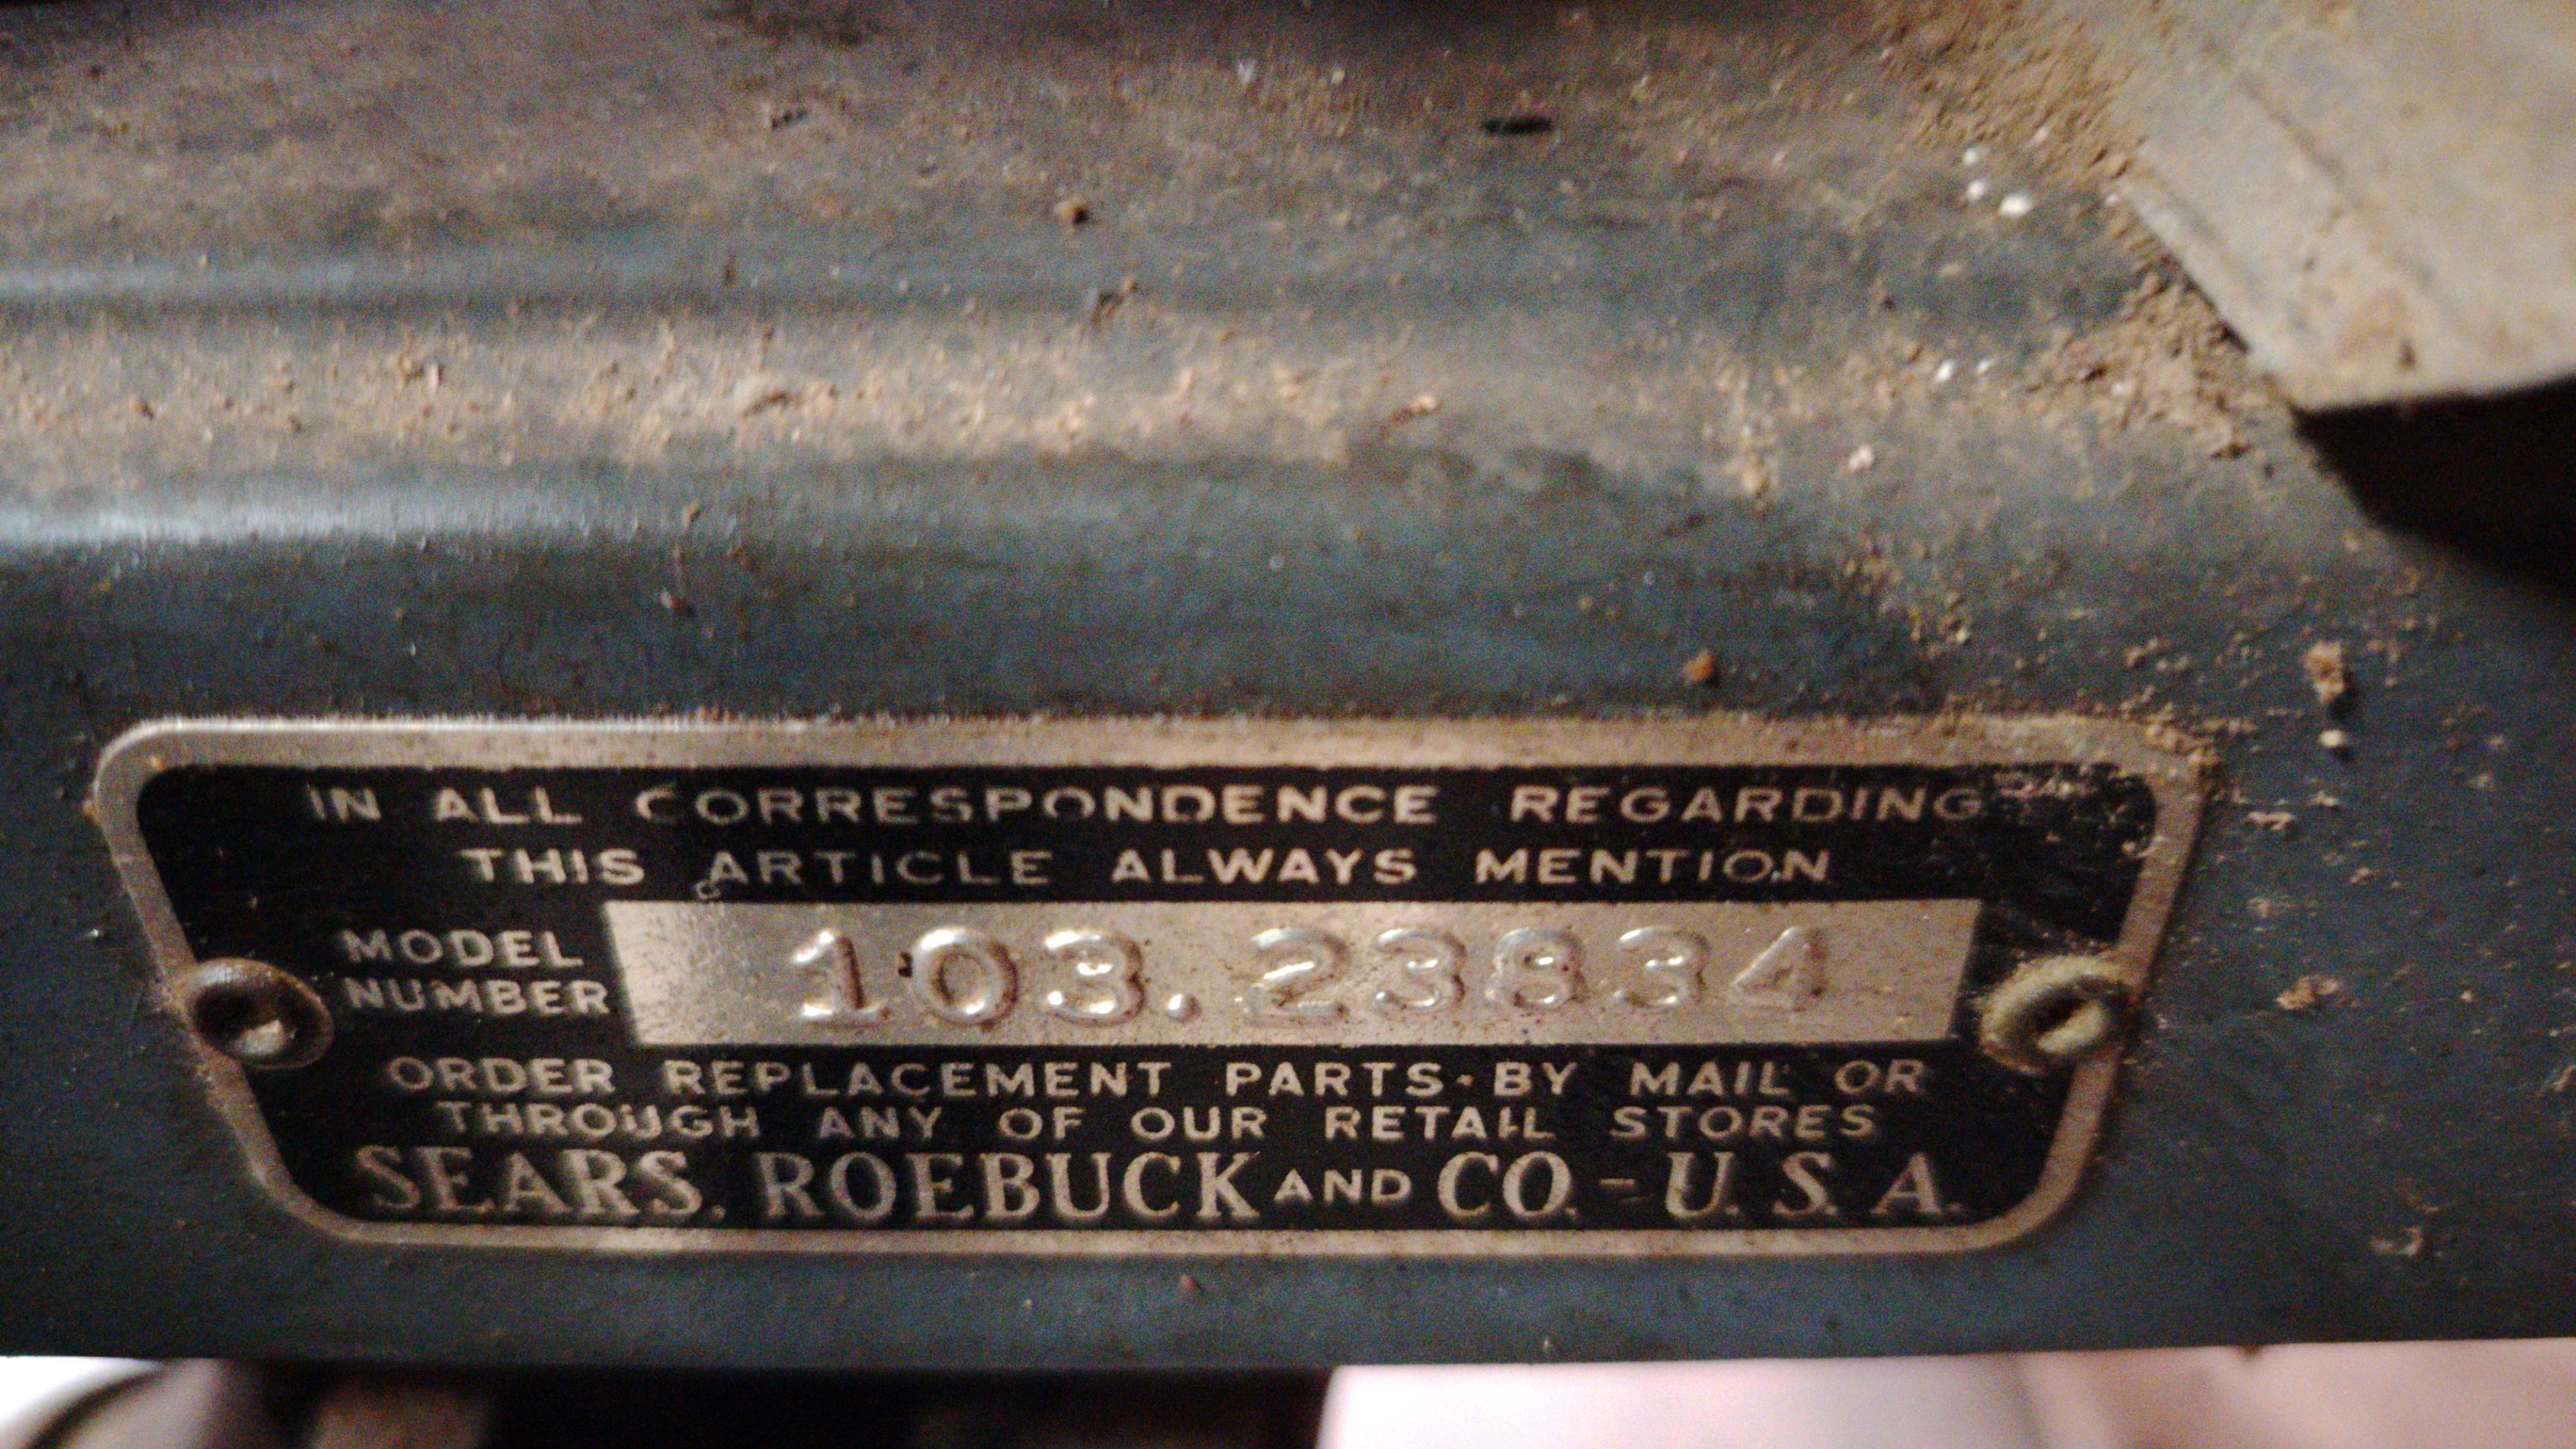 IN ALL CORRESPONDENCE REGARDING
THIS ARTICLE ALWAYS MENTION
MODEL NUMBER 103.23834
ORDER REPLACEMENT PARTS BY MAIL OR
THROUGH ANY OF OUR RETAIL STORES
SEARS, ROEBUCK AND CO. - U.S.A.